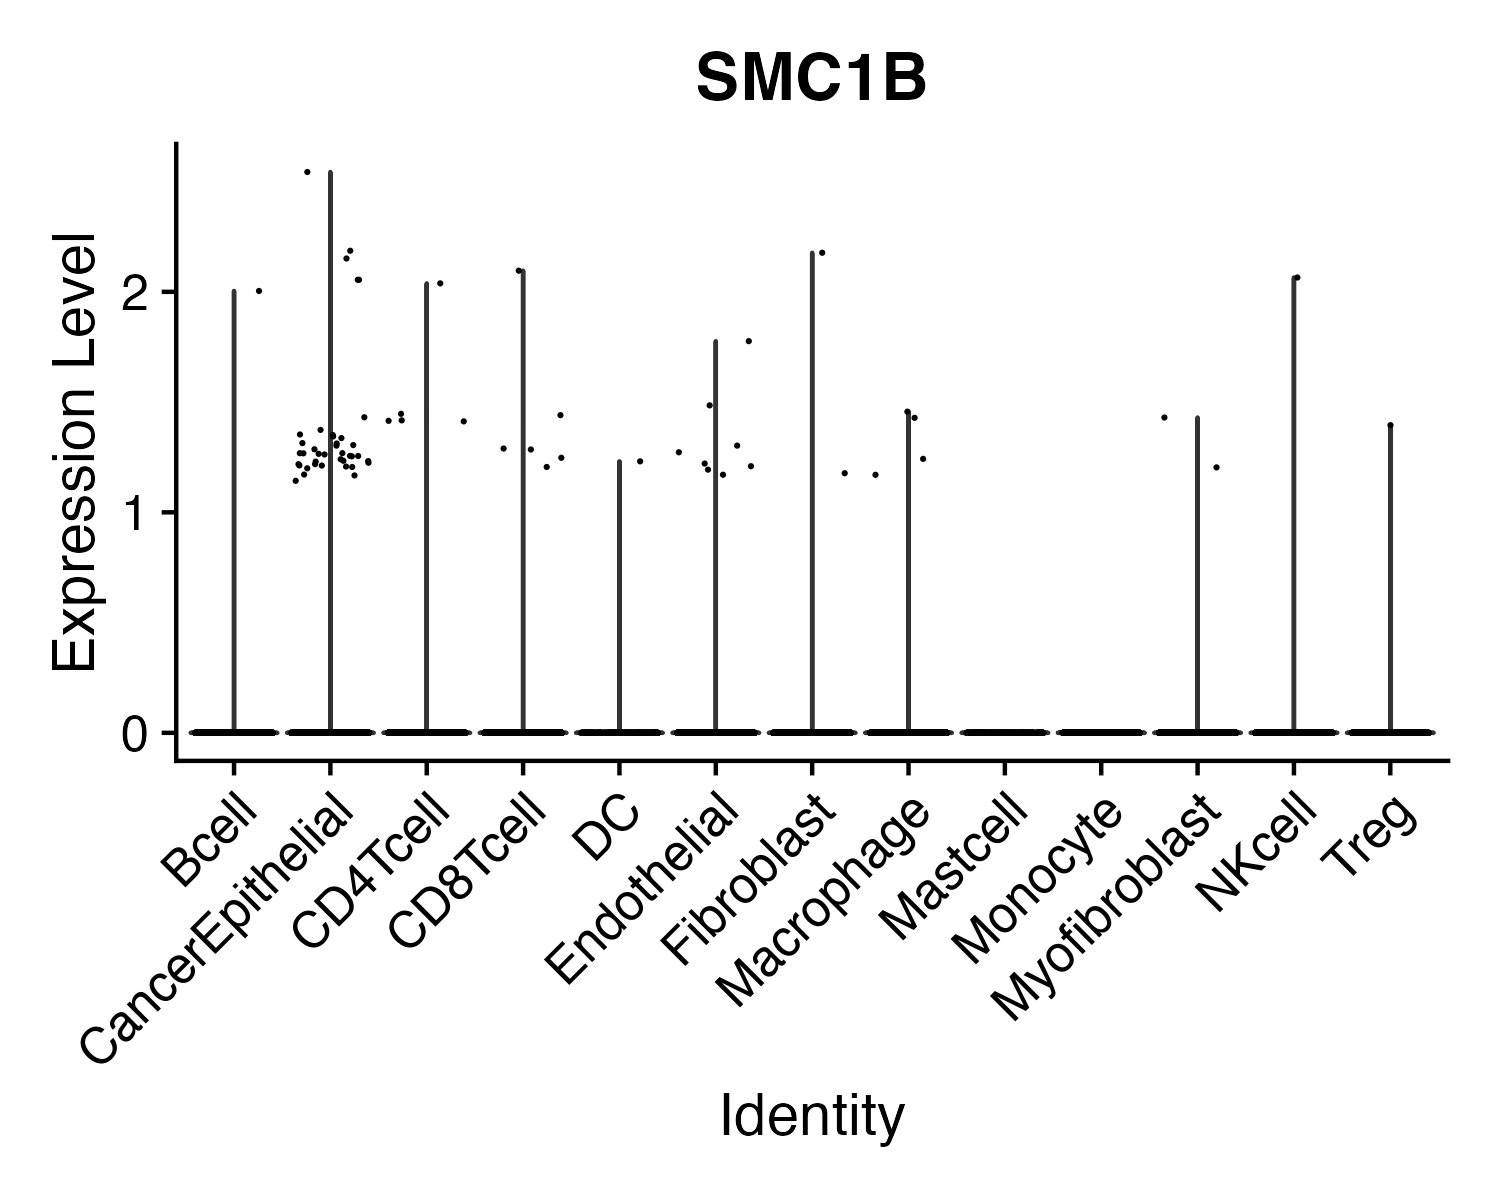 SMC1B
Expression Level
2
1
0
Bcell
CancerEpithelial
CD4Tcell
CD8Tcell
DC
Endothelial
Fibroblast
Macrophage
Mastcell
Monocyte
Myofibroblast
NKcell
Treg
Identity